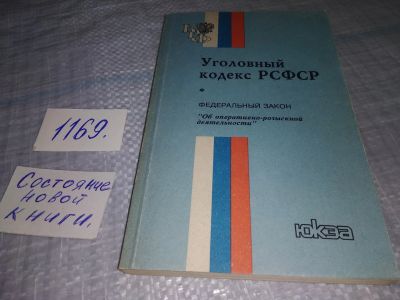 Уголовный
кодекс РСФСР
ФЕДЕРАЛЬНЫЙ ЗАКОН
"Об оперативно-розыскной
деятельности"
юкэа
1169.
Состояние
новой
книги.